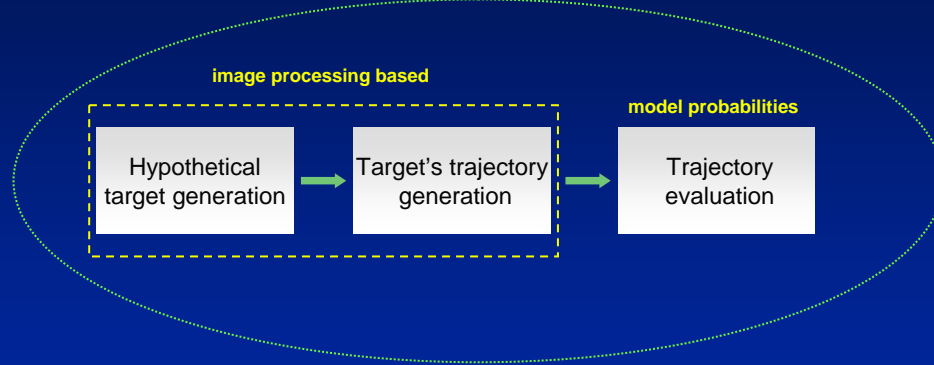 image processing based
model probabilities
Hypothetical
target generation
Target's trajectory
generation
Trajectory
evaluation